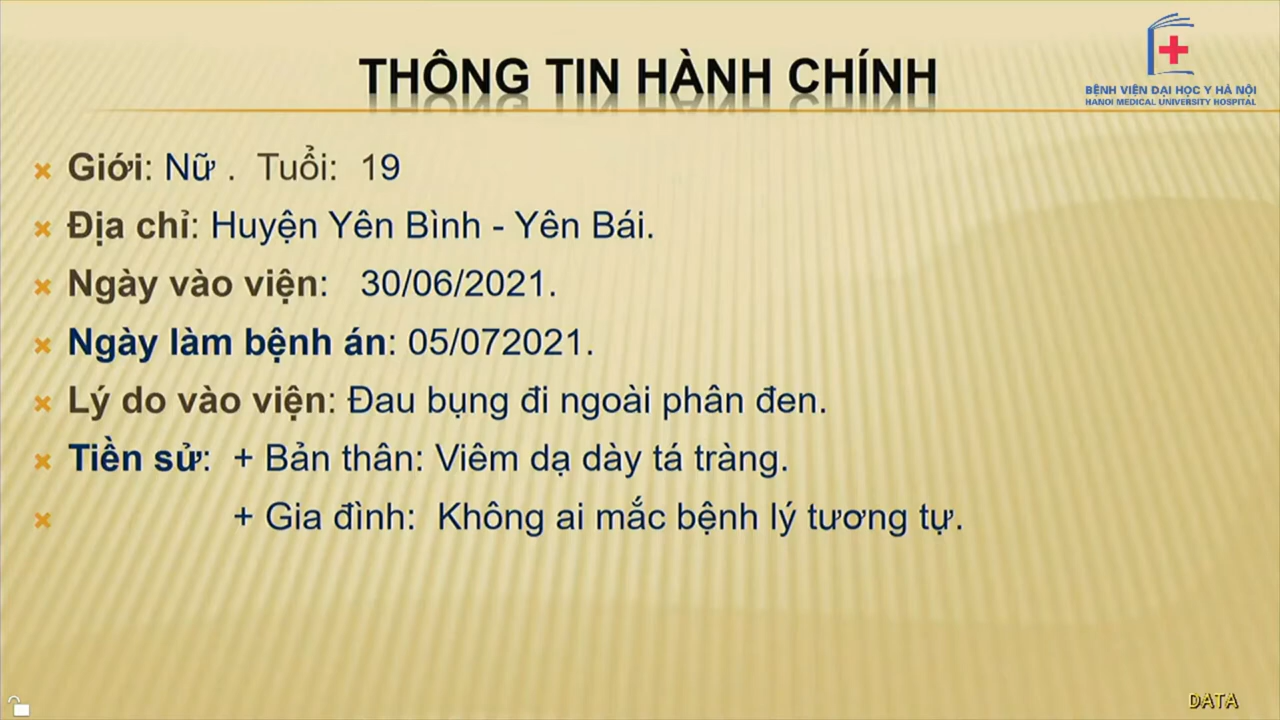 THÔNG TIN HÀNH CHÍNH
BỆNH VIỆN ĐẠI HỌC Y HÀ NỘI
HANOI MEDICAL UNIVERSITY HOSPITAL
Giới: Nữ . Tuổi: 19
Địa chỉ: Huyện Yên Bình - Yên Bái.
Ngày vào viện: 30/06/2021.
Ngày làm bệnh án: 05/072021.
Lý do vào viện: Đau bụng đi ngoài phân đen.
Tiền sử: + Bản thân: Viêm dạ dày tá tràng.
+ Gia đình: Không ai mắc bệnh lý tương tự.
DATA